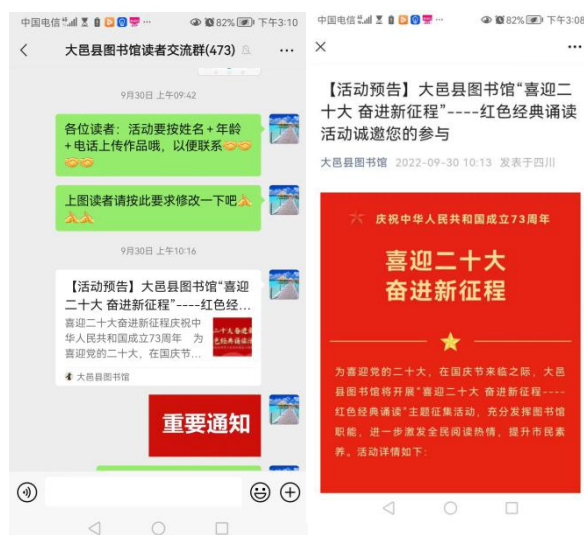 中国电信 82% 下午3:10
大邑县图书馆读者交流群(473)
9月30日 上午09:42
各位读者：活动要按姓名+年龄
+电话上传作品哦，以便联系
上图读者请按此要求修改一下吧
9月30日 上午10:16
【活动预告】大邑县图书馆“喜迎
二十大 奋进新征程”----红色经...
喜迎二十大奋进新征程庆祝中
华人民共和国成立73周年 为
喜迎党的二十大，在国庆节...
大邑县图书馆
重要通知
中国电信 82% 下午3:08
【活动预告】大邑县图书馆“喜迎二
十大 奋进新征程”----红色经典诵读
活动诚邀您的参与
大邑县图书馆 2022-09-30 10:13 发表于四川
庆祝中华人民共和国成立73周年
喜迎二十大
奋进新征程
为喜迎党的二十大，在国庆节来临之际，大邑
县图书馆将开展“喜迎二十大 奋进新征程----
红色经典诵读”主题征集活动，充分发挥图书馆
职能，进一步激发全民阅读热情，提升市民素
养。活动详情如下：